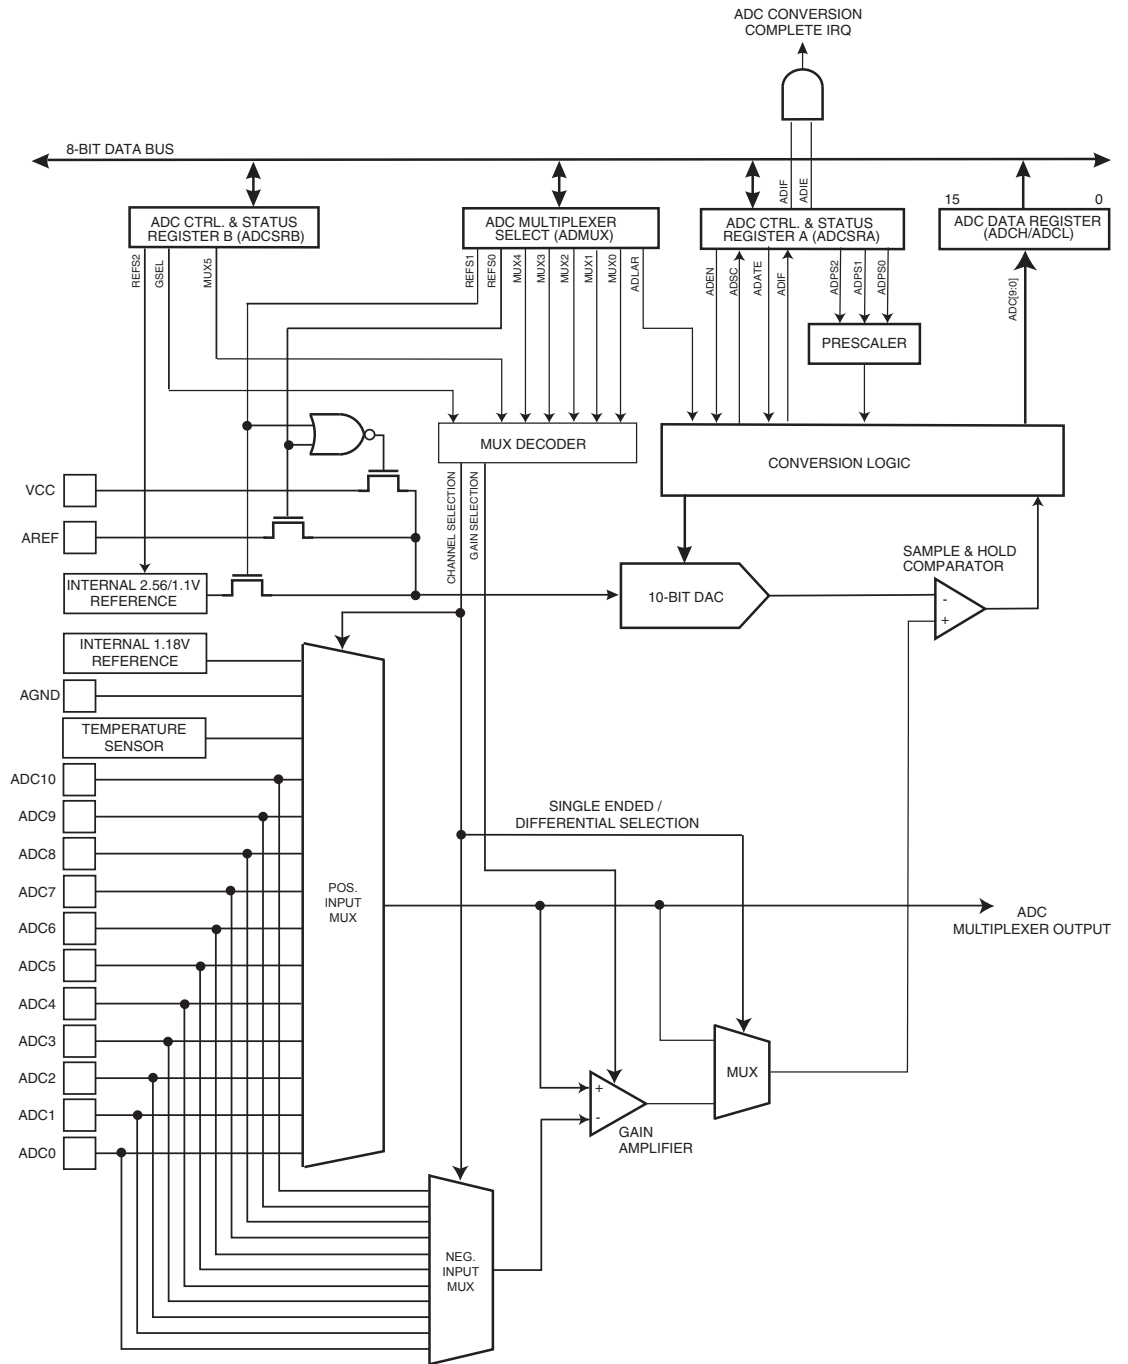 ADC CONVERSION
COMPLETE IRQ
8-BIT DATA BUS
ADIF
ADIE
15
0
ADC CTRL. & STATUS
REGISTER B (ADCSRB)
ADC MULTIPLEXER
SELECT (ADMUX)
ADC CTRL. & STATUS
REGISTER A (ADCSRA)
ADC DATA REGISTER
(ADCH/ADCL)
REFS2
GSEL
MUX5
REFS1
REFS0
MUX4
MUX3
MUX2
MUX1
MUX0
ADLAR
ADEN
ADSC
ADATE
ADIF
ADPS2
ADPS1
ADPS0
ADC[9:0]
PRESCALER
MUX DECODER
CONVERSION LOGIC
VCC
AREF
CHANNEL SELECTION
GAIN SELECTION
INTERNAL 2.56/1.1V
REFERENCE
10-BIT DAC
SAMPLE & HOLD
COMPARATOR
-
+
INTERNAL 1.18V
REFERENCE
AGND
TEMPERATURE
SENSOR
ADC10
ADC9
ADC8
ADC7
ADC6
ADC5
ADC4
ADC3
ADC2
ADC1
ADC0
POS.
INPUT
MUX
SINGLE ENDED /
DIFFERENTIAL SELECTION
ADC
MULTIPLEXER OUTPUT
MUX
+
-
GAIN
AMPLIFIER
NEG.
INPUT
MUX